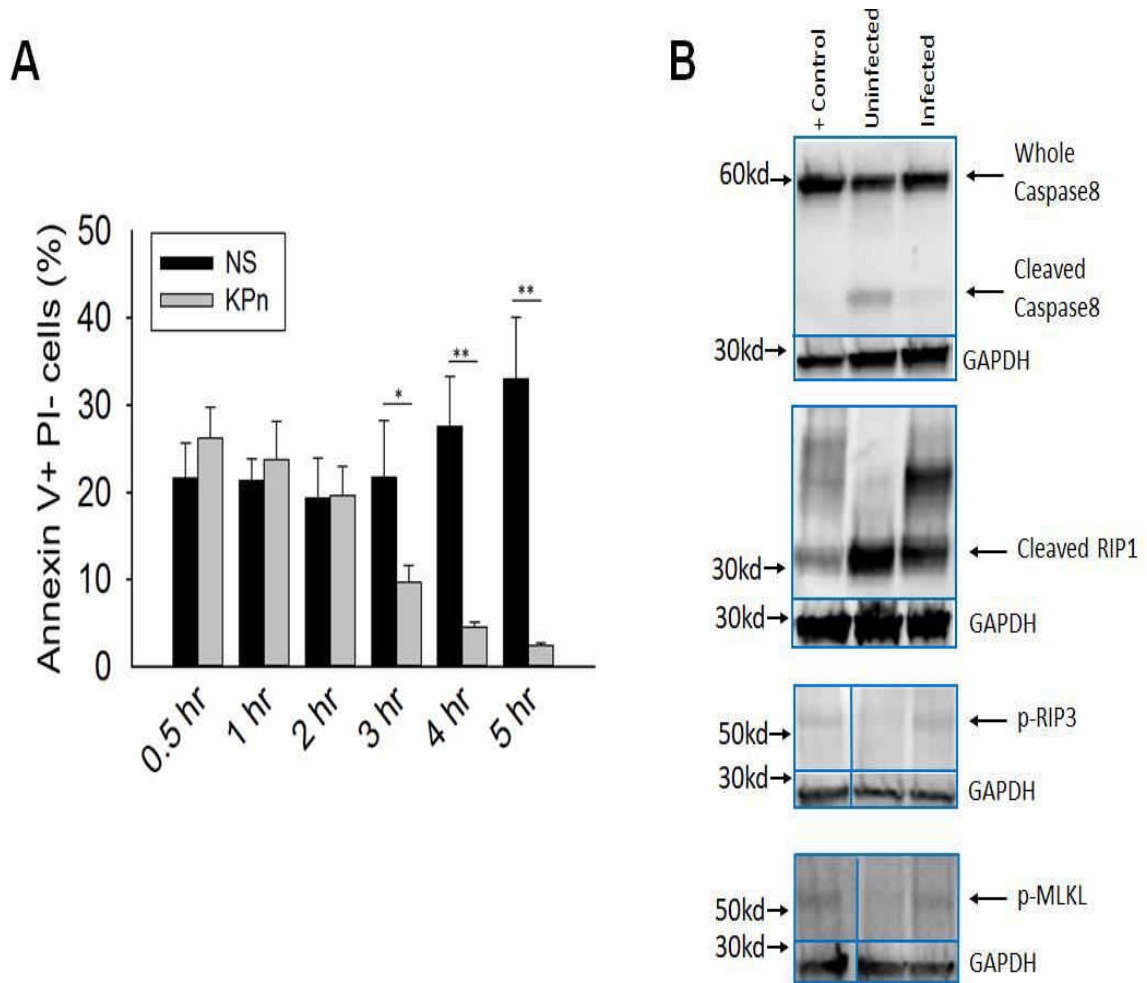 A
Annexin V+ PI- cells (%)
50
40
30
20
10
0
NS
KPn
*
**
**
0.5 hr
1 hr
2 hr
3 hr
4 hr
5 hr
B
+ Control
Uninfected
Infected
60kd
Whole
Caspase8
Cleaved
Caspase8
30kd
GAPDH
30kd
Cleaved RIP1
30kd
GAPDH
50kd
p-RIP3
30kd
GAPDH
50kd
p-MLKL
30kd
GAPDH